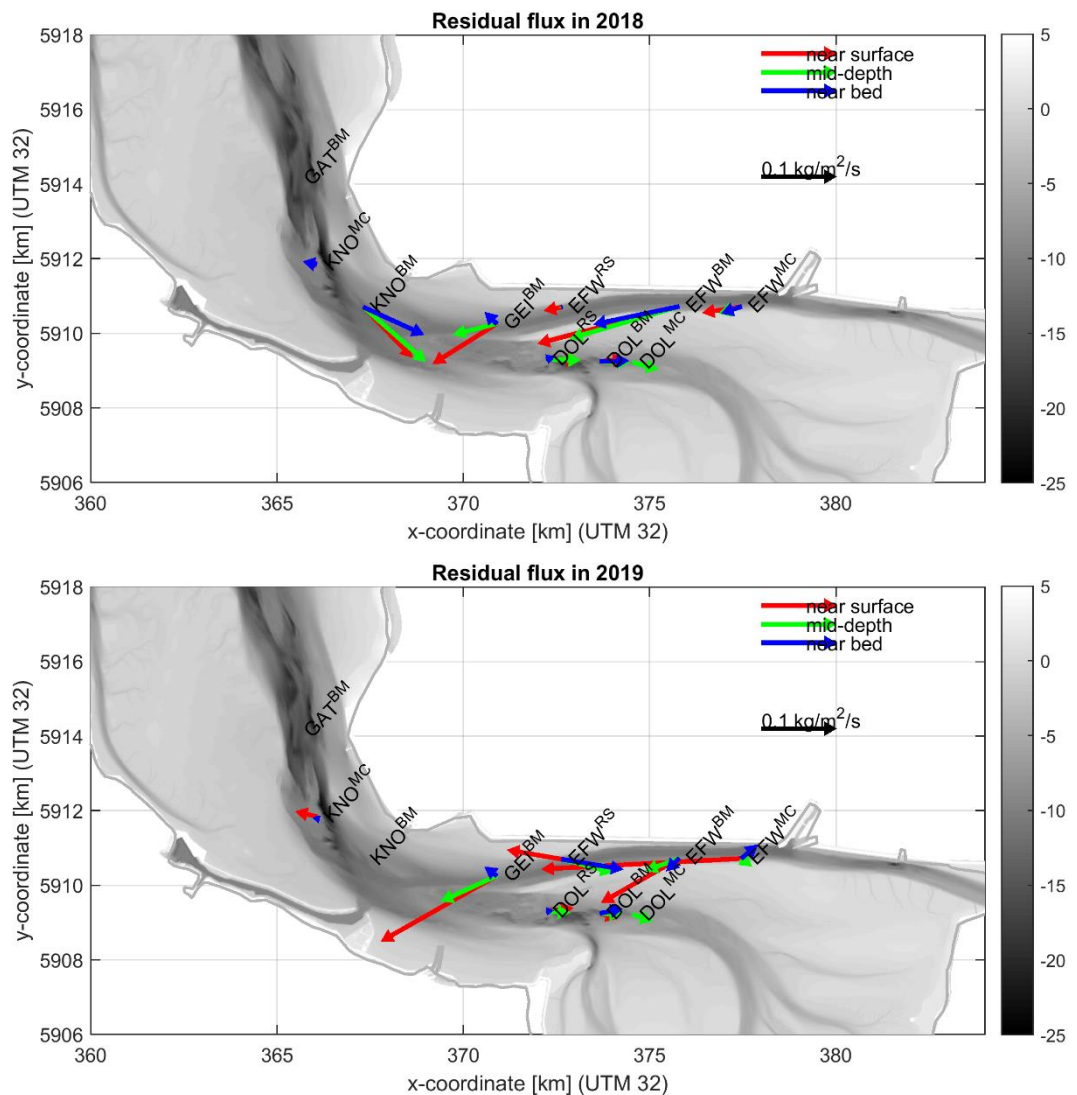 Residual flux in 2018
5918
5916
5914
5912
5910
5908
5906
y-coordinate [km] (UTM 32)
near surface
mid-depth
near bed
0.1 kg/m²/s
GAT^BM
KNO^MC
KNO^BM
GEI^BM
EFW^RS
EFW^BM
EFW^MC
DOL^RS
DOL^BM
DOL^MC
360
365
370
375
380
x-coordinate [km] (UTM 32)
5
0
-5
-10
-15
-20
-25
Residual flux in 2019
5918
5916
5914
5912
5910
5908
5906
y-coordinate [km] (UTM 32)
near surface
mid-depth
near bed
0.1 kg/m²/s
GAT^BM
KNO^MC
KNO^BM
GEI^BM
EFW^RS
EFW^BM
EFW^MC
DOL^RS
DOL^BM
DOL^MC
360
365
370
375
380
x-coordinate [km] (UTM 32)
5
0
-5
-10
-15
-20
-25